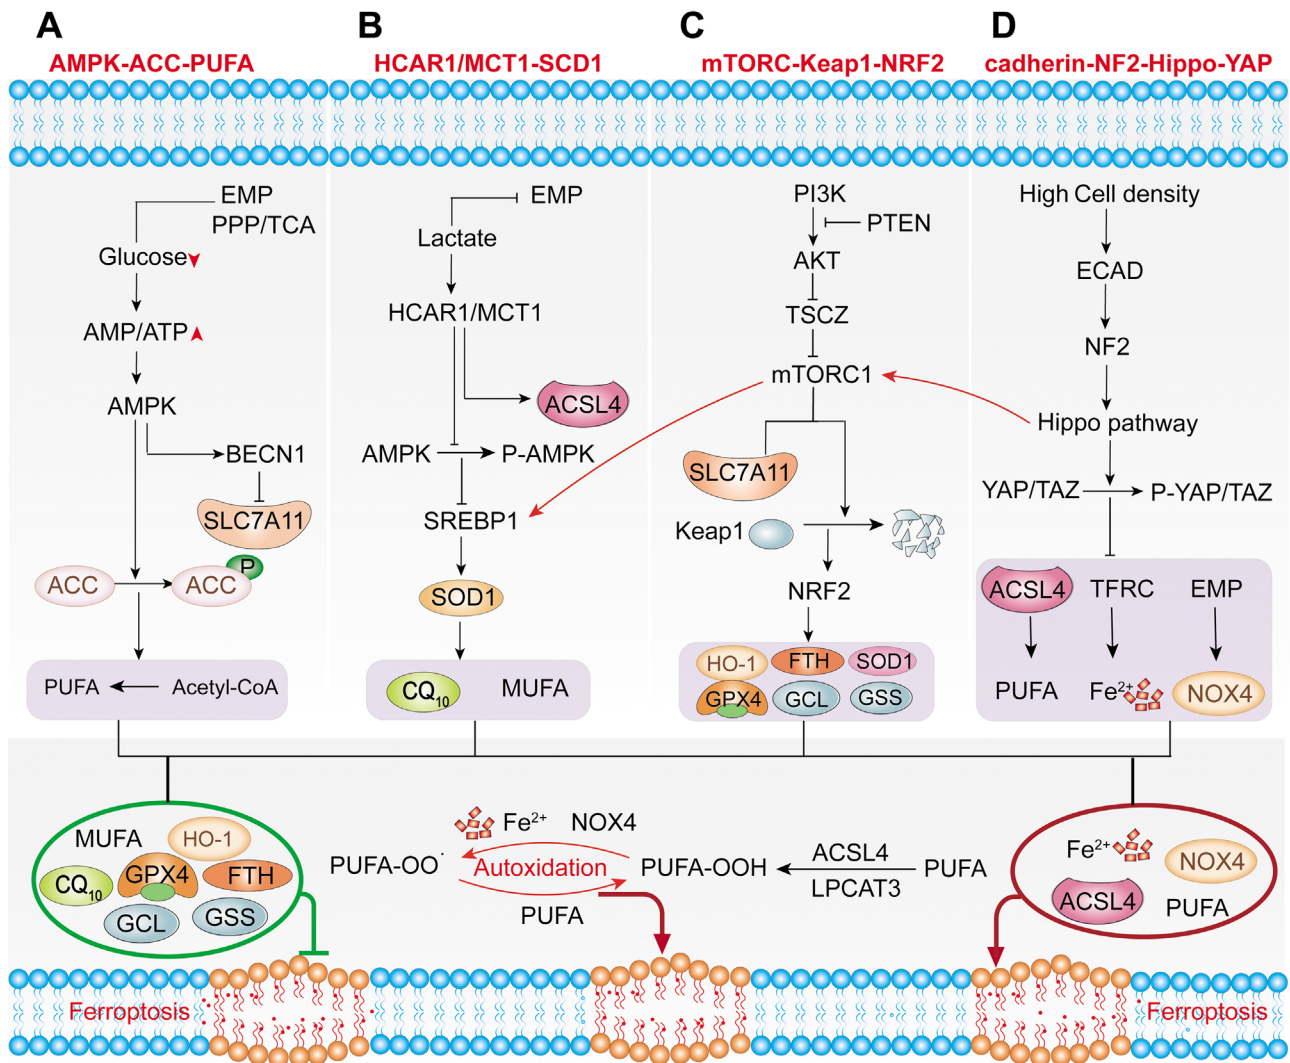 A
AMPK-ACC-PUFA
EMP
PPP/TCA
Glucose
AMP/ATP
AMPK
BECN1
SLC7A11
P
ACC
ACC
PUFA
Acetyl-CoA
B
HCAR1/MCT1-SCD1
EMP
Lactate
HCAR1/MCT1
ACSL4
AMPK
P-AMPK
SREBP1
SOD1
CQ10
MUFA
C
mTORC-Keap1-NRF2
PI3K
PTEN
AKT
TSCZ
mTORC1
SLC7A11
Keap1
NRF2
HO-1
FTH
SOD1
GPX4
GCL
GSS
D
cadherin-NF2-Hippo-YAP
High Cell density
ECAD
NF2
Hippo pathway
YAP/TAZ
P-YAP/TAZ
ACSL4
TFRC
EMP
PUFA
Fe2+
NOX4
MUFA
HO-1
CQ10
GPX4
FTH
GCL
GSS
Fe2+
NOX4
PUFA-OO·
Autoxidation
PUFA-OOH
PUFA
ACSL4
LPCAT3
PUFA
Fe2+
NOX4
ACSL4
PUFA
Ferroptosis
Ferroptosis